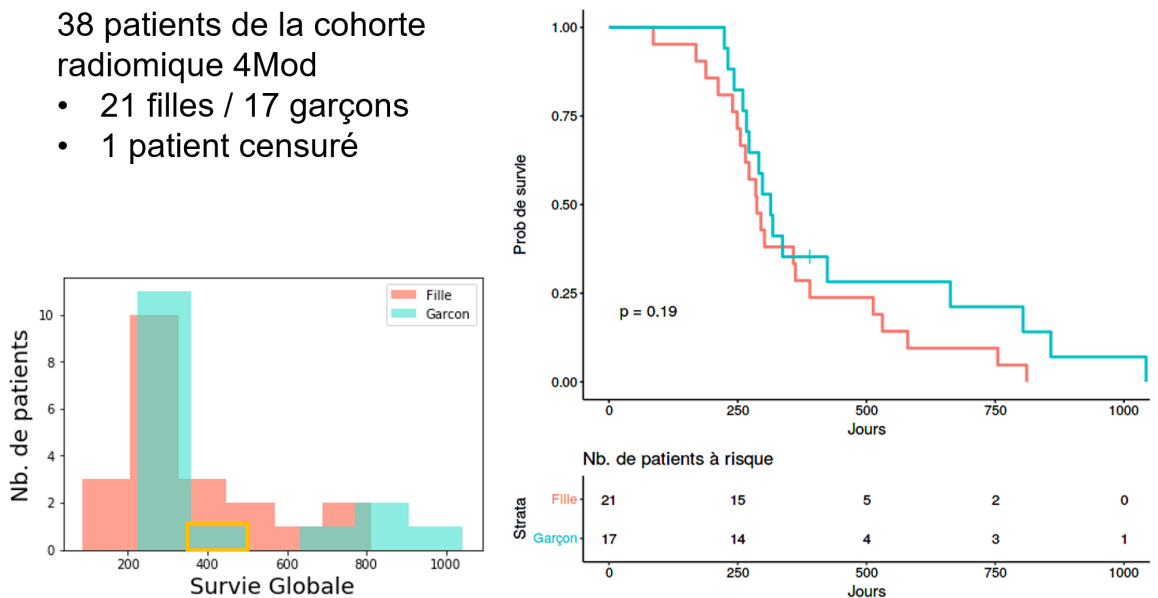 38 patients de la cohorte
radiomique 4Mod
• 21 filles / 17 garçons
• 1 patient censuré
Nb. de patients
10
8
6
4
2
0
Fille
Garcon
200 400 600 800 1000
Survie Globale
Prob de survie
1.00
0.75
0.50
0.25
0.00
p = 0.19
0 250 500 750 1000
Jours
Nb. de patients à risque
Strata
Fille 21 15 5 2 0
Garçon 17 14 4 3 1
0 250 500 750 1000
Jours